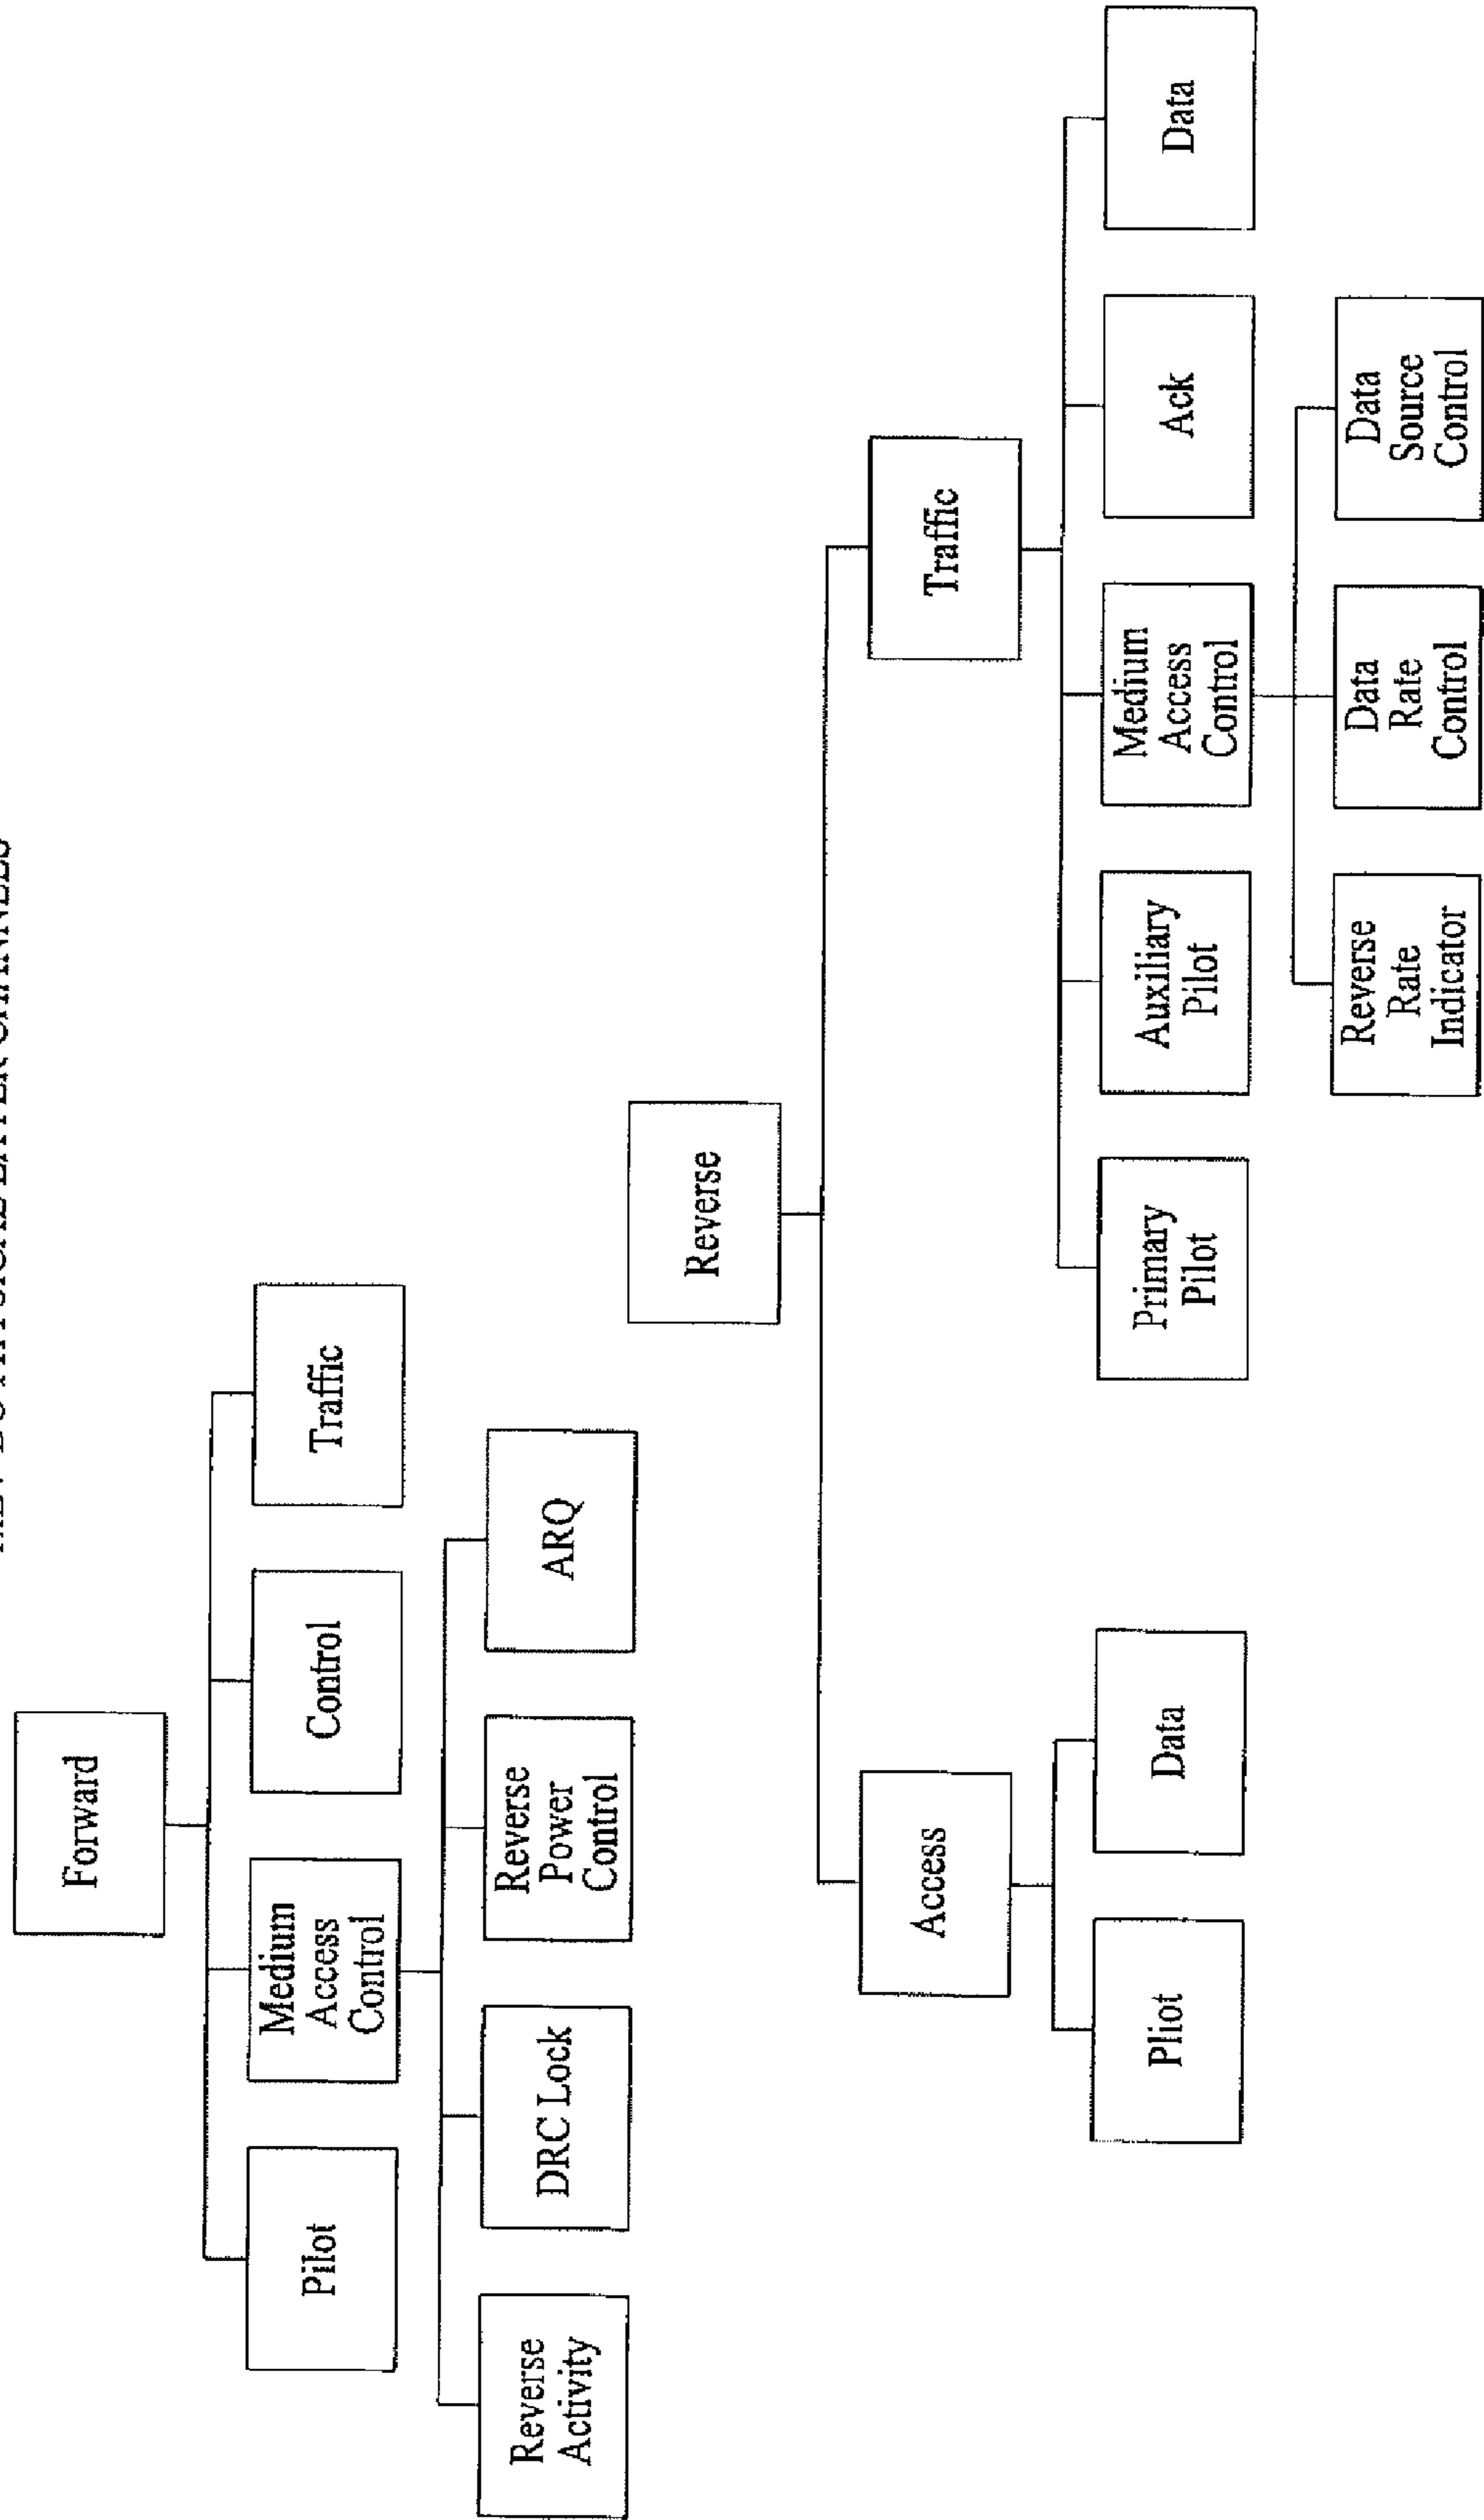 Forward
Pilot
Medium
Access
Control
Control
Traffic
Reverse
Activity
DRC Lock
Reverse
Power
Control
ARQ
Reverse
Access
Traffic
Pliot
Data
Primary
Pilot
Auxiliary
Pilot
Medium
Access
Control
Ack
Data
Reverse
Rate
Indicator
Data
Rate
Control
Data
Source
Control